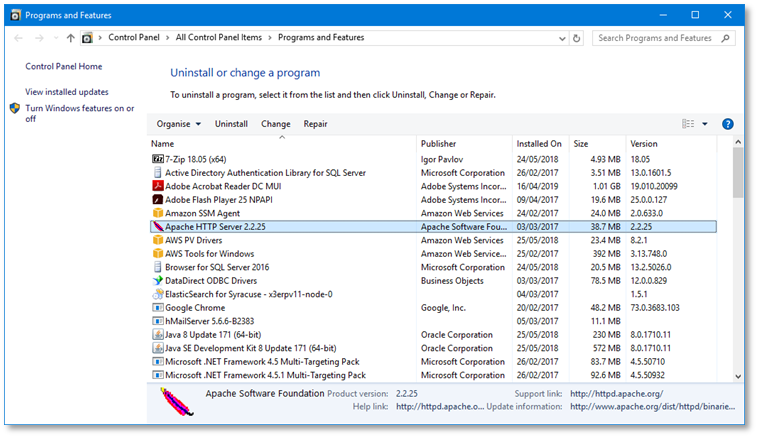 Programs and Features
Control Panel > All Control Panel Items > Programs and Features
Search Programs and Features
Control Panel Home
View installed updates
Turn Windows features on or
off
Uninstall or change a program
To uninstall a program, select it from the list and then click Uninstall, Change or Repair.
Organise Uninstall Change Repair
Name Publisher Installed On Size Version
7-Zip 18.05 (x64) Igor Pavlov 24/05/2018 4.93 MB 18.05
Active Directory Authentication Library for SQL Server Microsoft Corporation 26/02/2017 3.51 MB 13.0.1601.5
Adobe Acrobat Reader DC MUI Adobe Systems Incor... 16/04/2019 1.01 GB 19.010.20099
Adobe Flash Player 25 NPAPI Adobe Systems Incor... 09/04/2017 19.6 MB 25.0.0.127
Amazon SSM Agent Amazon Web Services 24/02/2017 24.0 MB 2.0.633.0
Apache HTTP Server 2.2.25 Apache Software Fou... 03/03/2017 38.7 MB 2.2.25
AWS PV Drivers Amazon Web Services 25/05/2018 23.4 MB 8.2.1
AWS Tools for Windows Amazon Web Servic... 26/02/2017 392 MB 3.13.748.0
Browser for SQL Server 2016 Microsoft Corporation 24/05/2018 20.5 MB 13.2.5026.0
DataDirect ODBC Drivers Business Objects 03/03/2017 78.5 MB 12.0.0.829
ElasticSearch for Syracuse - x3erpv11-node-0 04/03/2017 1.5.1
Google Chrome Google, Inc. 20/02/2017 48.2 MB 73.0.3683.103
hMailServer 5.6.6-B2383 05/03/2017 11.1 MB
Java 8 Update 171 (64-bit) Oracle Corporation 25/05/2018 230 MB 8.0.1710.11
Java SE Development Kit 8 Update 171 (64-bit) Oracle Corporation 25/05/2018 572 MB 8.0.1710.11
Microsoft .NET Framework 4.5 Multi-Targeting Pack Microsoft Corporation 26/02/2017 83.7 MB 4.5.50710
Microsoft .NET Framework 4.5.1 Multi-Targeting Pack Microsoft Corporation 26/02/2017 92.6 MB 4.5.50932
Apache Software Foundation Product version: 2.2.25 Support link: http://httpd.apache.org/
Help link: http://httpd.apache.o... Update information: http://www.apache.org/dist/httpd/binarie...